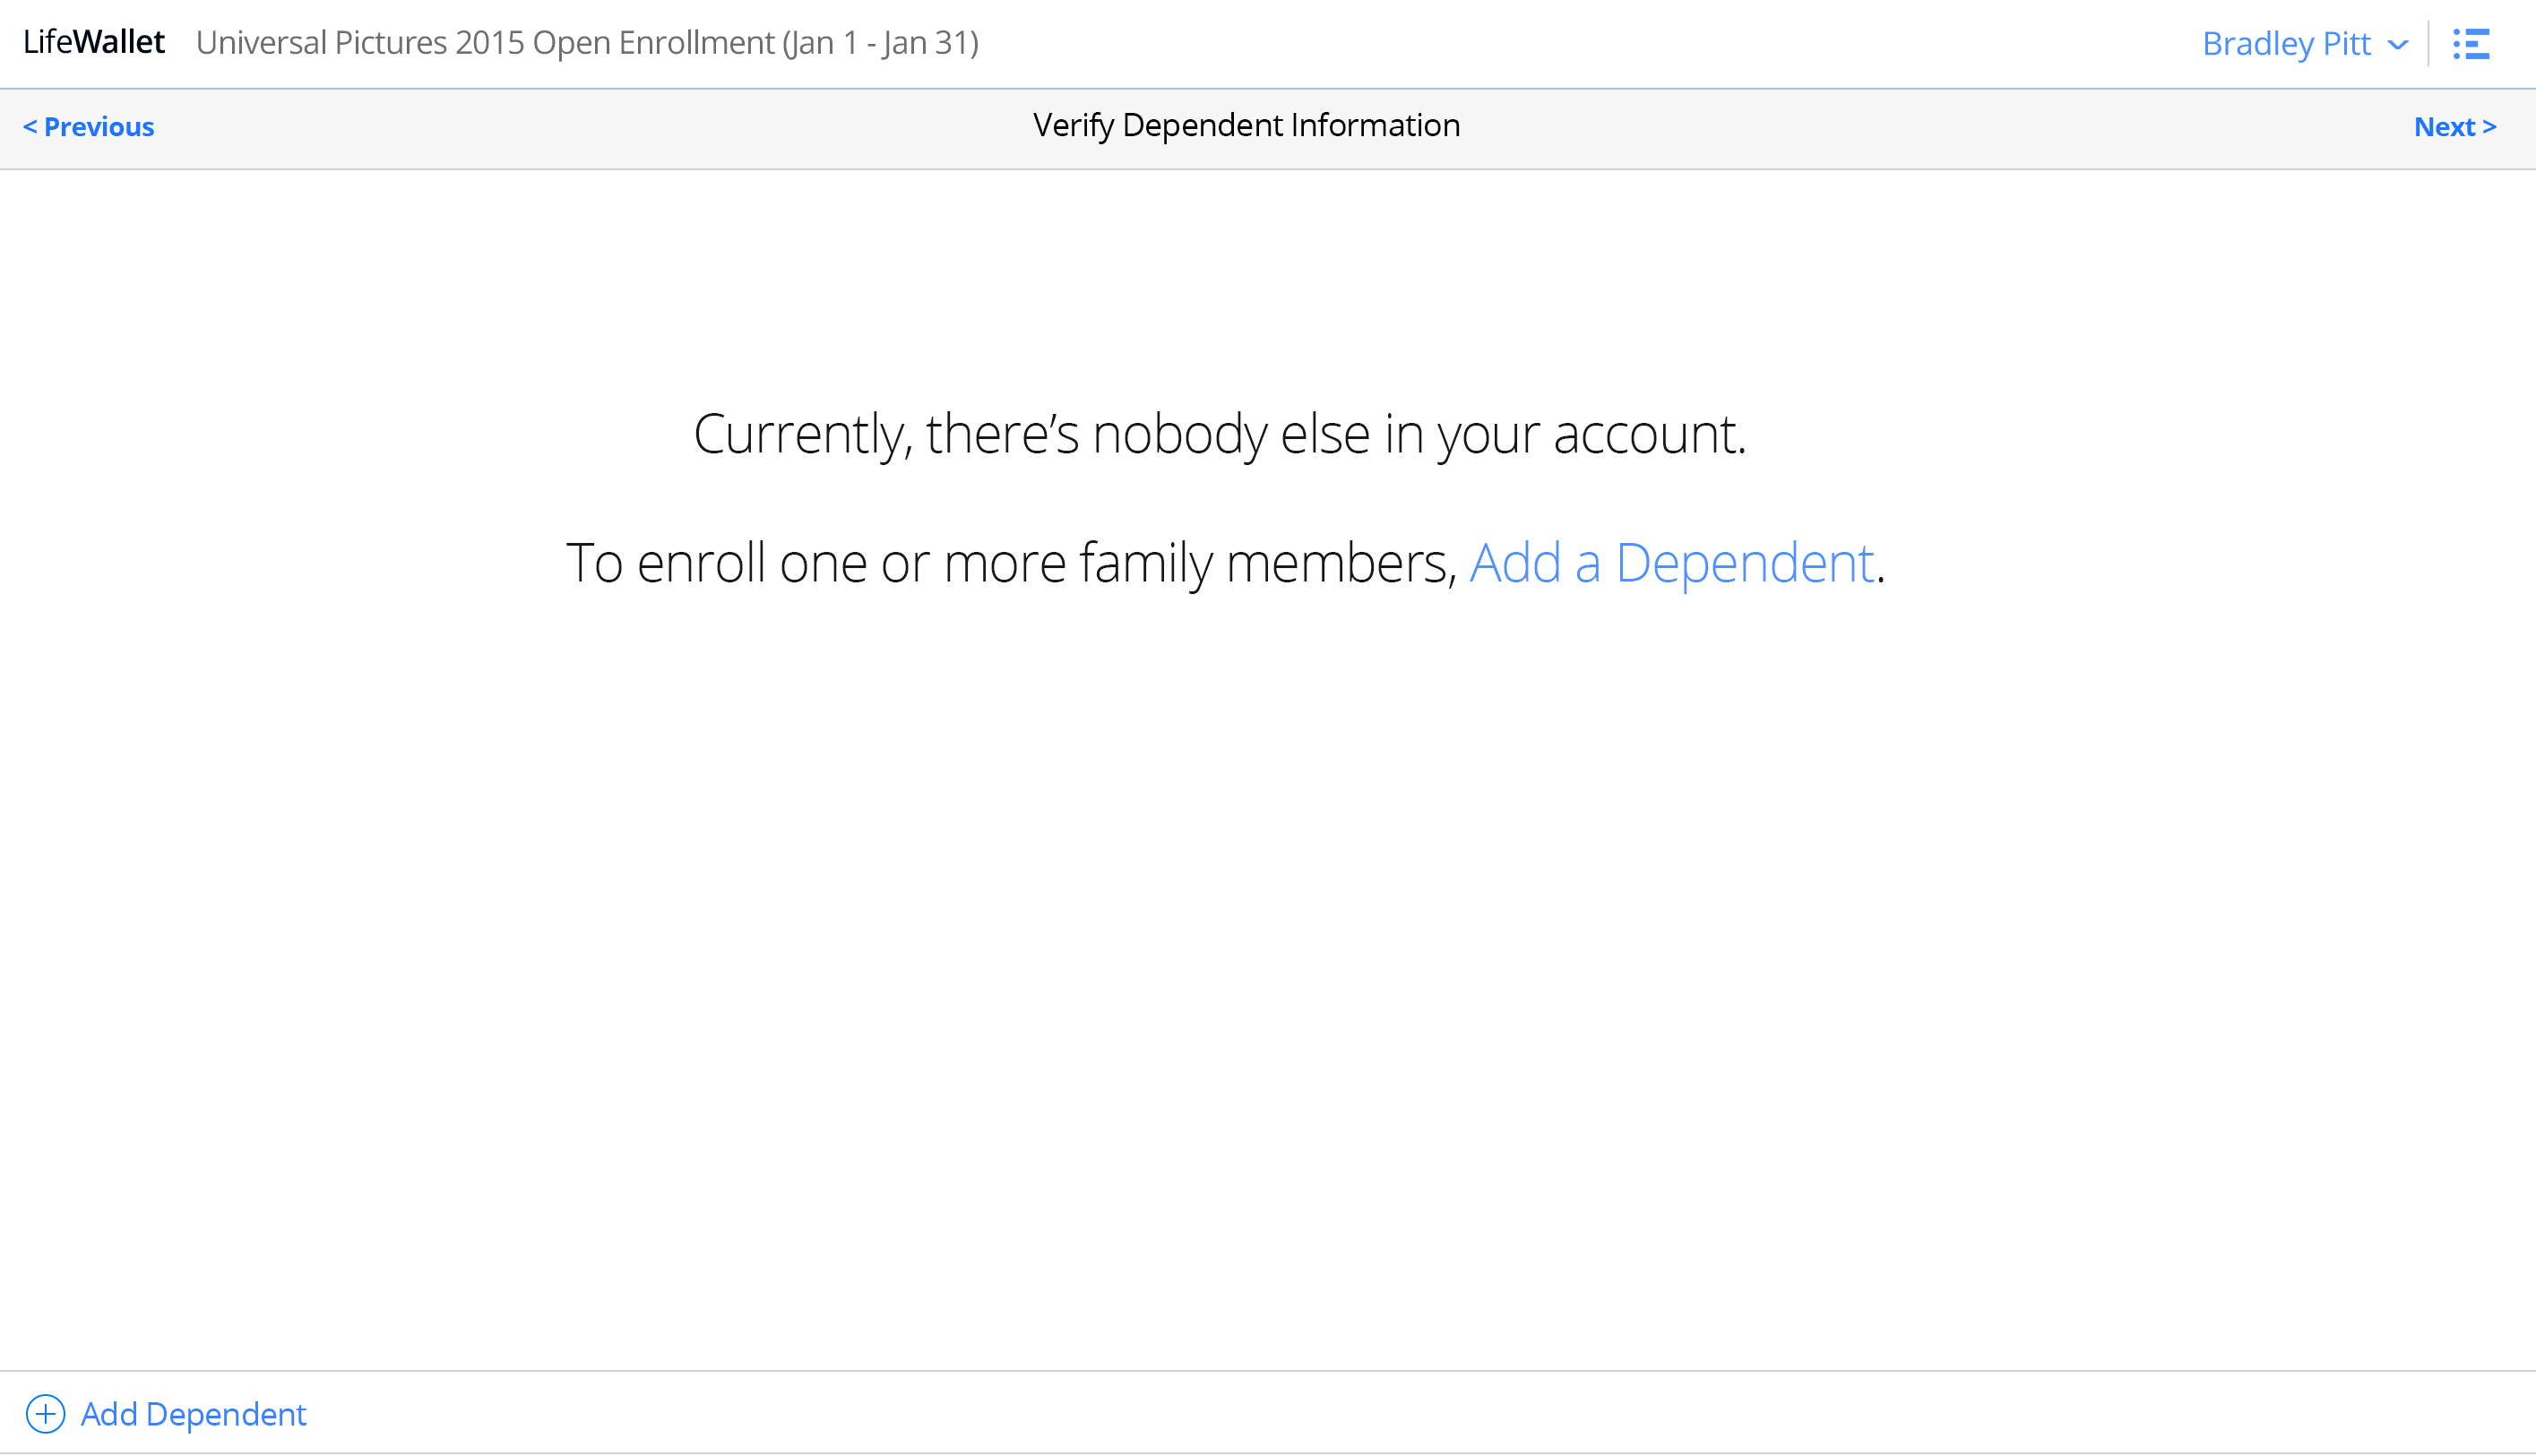 LifeWallet Universal Pictures 2015 Open Enrollment (Jan 1 - Jan 31) Bradley Pitt
< Previous Verify Dependent Information Next >
Currently, there’s nobody else in your account.
To enroll one or more family members, Add a Dependent.
Add Dependent